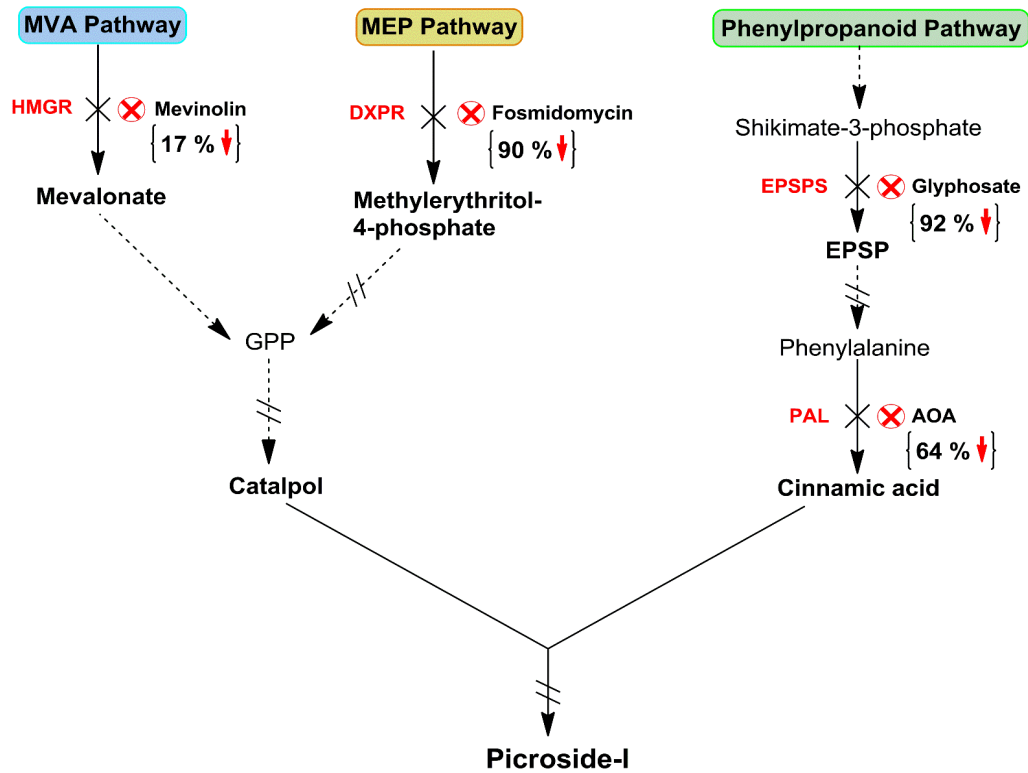 MVA Pathway
MEP Pathway
Phenylpropanoid Pathway
HMGR
Mevinolin
17 %
DXPR
Fosmidomycin
90 %
Shikimate-3-phosphate
EPSPS
Glyphosate
92 %
Mevalonate
Methylerythritol-
4-phosphate
EPSP
GPP
Phenylalanine
PAL
AOA
64 %
Catalpol
Cinnamic acid
Picroside-I